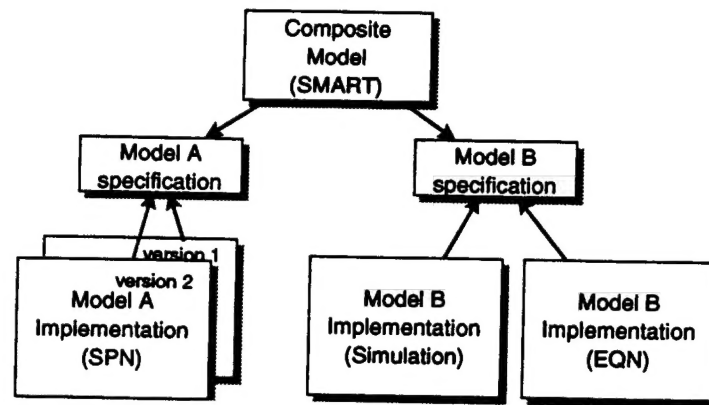 Composite
Model
(SMART)
Model A
specification
Model B
specification
version 1
version 2
Model A
Implementation
(SPN)
Model B
Implementation
(Simulation)
Model B
Implementation
(EQN)